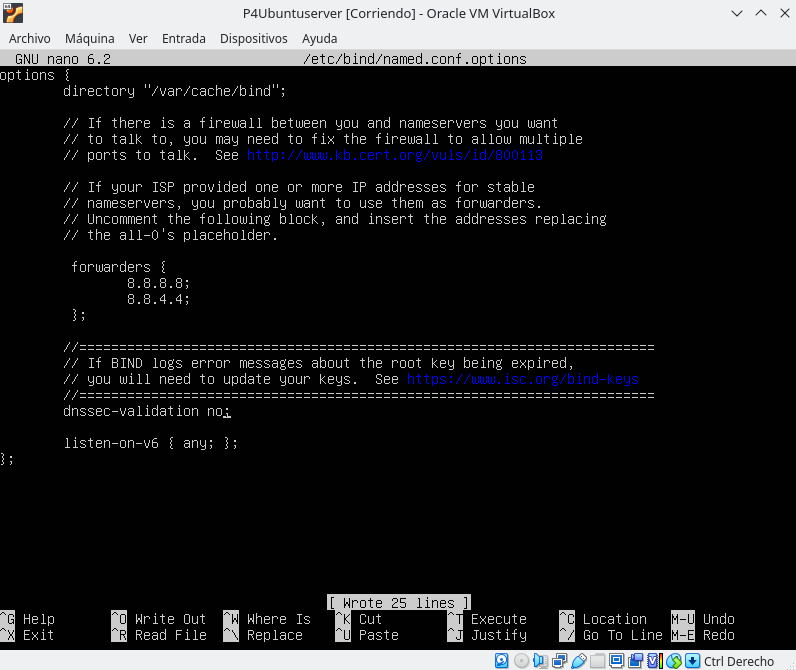 P4Ubuntuserver [Corriendo] - Oracle VM VirtualBox
Archivo Máquina Ver Entrada Dispositivos Ayuda
GNU nano 6.2 /etc/bind/named.conf.options
options {
directory "/var/cache/bind";
// If there is a firewall between you and nameservers you want
// to talk to, you may need to fix the firewall to allow multiple
// ports to talk. See http://www.kb.cert.org/vuls/id/800113
// If your ISP provided one or more IP addresses for stable
// nameservers, you probably want to use them as forwarders.
// Uncomment the following block, and insert the addresses replacing
// the all-0's placeholder.
forwarders {
8.8.8.8;
8.8.4.4;
};
//========================================================================
// If BIND logs error messages about the root key being expired,
// you will need to update your keys. See https://www.isc.org/bind-keys
//========================================================================
dnssec-validation no;
listen-on-v6 { any; };
};
[ Wrote 25 lines ]
^G Help ^O Write Out ^W Where Is ^K Cut ^T Execute ^C Location M-U Undo
^X Exit ^R Read File ^\ Replace ^U Paste ^J Justify ^/ Go To Line M-E Redo
Ctrl Derecho